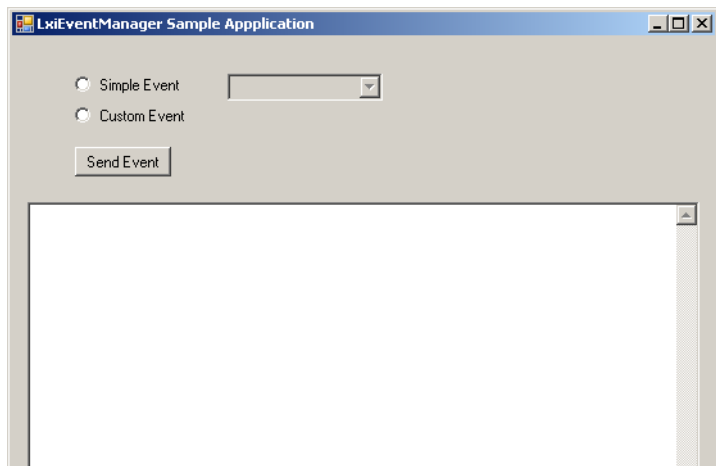 LxiEventManager Sample Appplication
Simple Event
Custom Event
Send Event